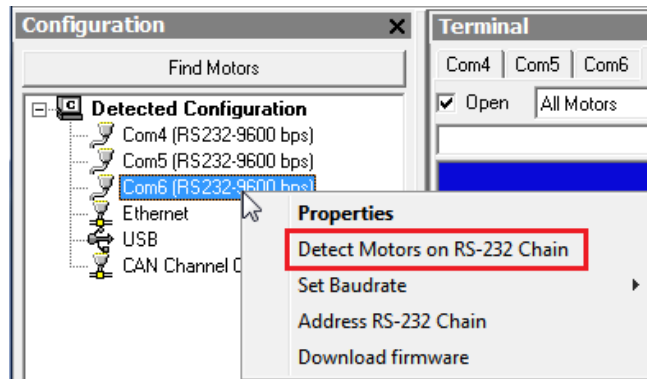 Configuration
Find Motors
Detected Configuration
Com4 (RS232-9600 bps)
Com5 (RS232-9600 bps)
Com6 (RS232-9600 bps)
Ethernet
USB
CAN Channel
Terminal
Com4 Com5 Com6
Open All Motors
Properties
Detect Motors on RS-232 Chain
Set Baudrate
Address RS-232 Chain
Download firmware